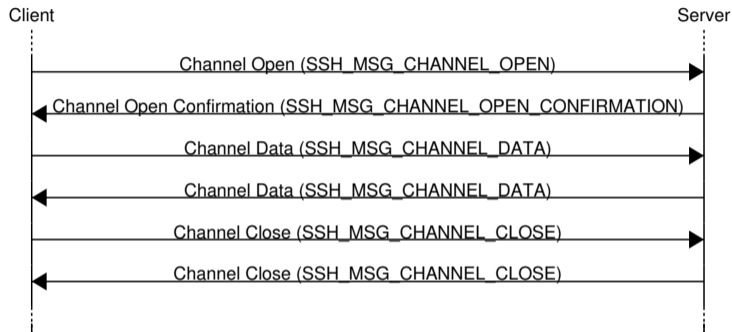 Client
Server
Channel Open (SSH_MSG_CHANNEL_OPEN)
Channel Open Confirmation (SSH_MSG_CHANNEL_OPEN_CONFIRMATION)
Channel Data (SSH_MSG_CHANNEL_DATA)
Channel Data (SSH_MSG_CHANNEL_DATA)
Channel Close (SSH_MSG_CHANNEL_CLOSE)
Channel Close (SSH_MSG_CHANNEL_CLOSE)